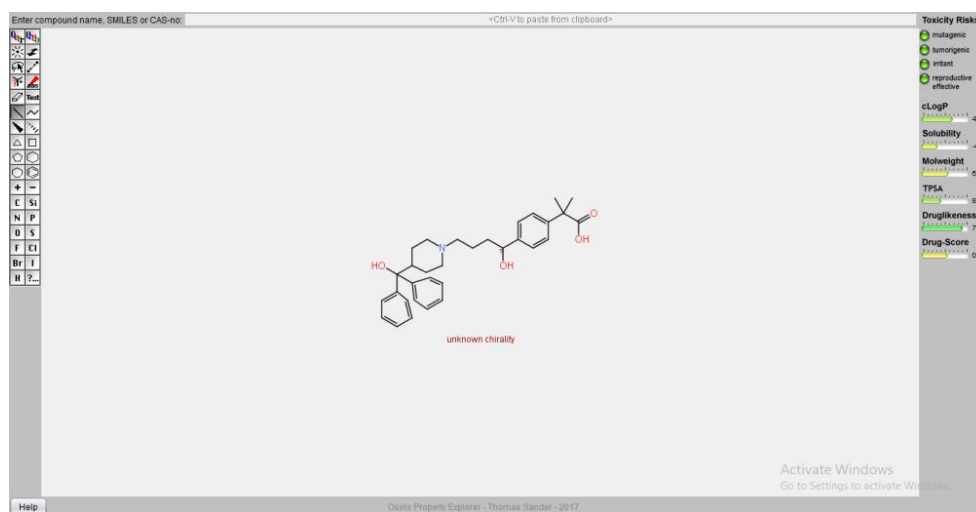 Enter compound name, SMILES or CAS-no:
<Ctrl-V to paste from clipboard>
Toxicity Risks
mutagenic
tumorigenic
irritant
reproductive
effective
cLogP
Solubility
Molweight
TPSA
Druglikeness
Drug-Score
abs
Text
+ −
C Si
N P
O S
F Cl
Br I
H ?...
N
O
OH
OH
HO
unknown chirality
Activate Windows
Go to Settings to activate Windows.
Help
Osiris Property Explorer - Thomas Sander - 2017